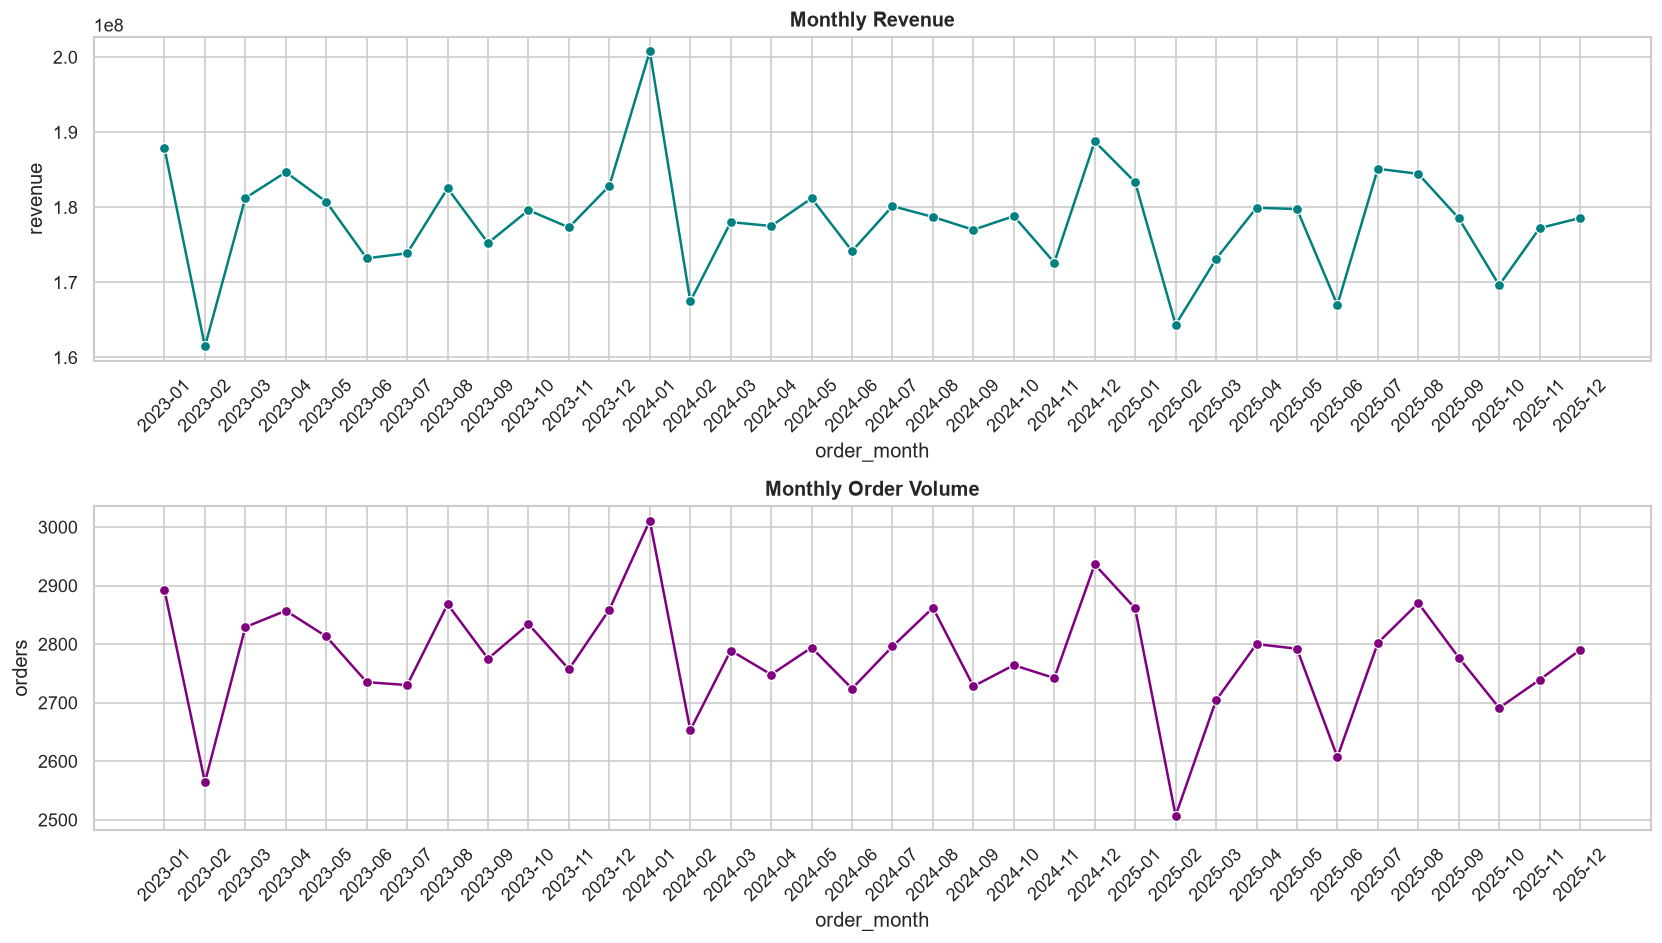 Monthly Revenue
1e8
2.0
1.9
1.8
1.7
1.6
revenue
2023-01 2023-02 2023-03 2023-04 2023-05 2023-06 2023-07 2023-08 2023-09 2023-10 2023-11 2023-12 2024-01 2024-02 2024-03 2024-04 2024-05 2024-06 2024-07 2024-08 2024-09 2024-10 2024-11 2024-12 2025-01 2025-02 2025-03 2025-04 2025-05 2025-06 2025-07 2025-08 2025-09 2025-10 2025-11 2025-12
order_month
Monthly Order Volume
3000
2900
2800
2700
2600
2500
orders
2023-01 2023-02 2023-03 2023-04 2023-05 2023-06 2023-07 2023-08 2023-09 2023-10 2023-11 2023-12 2024-01 2024-02 2024-03 2024-04 2024-05 2024-06 2024-07 2024-08 2024-09 2024-10 2024-11 2024-12 2025-01 2025-02 2025-03 2025-04 2025-05 2025-06 2025-07 2025-08 2025-09 2025-10 2025-11 2025-12
order_month